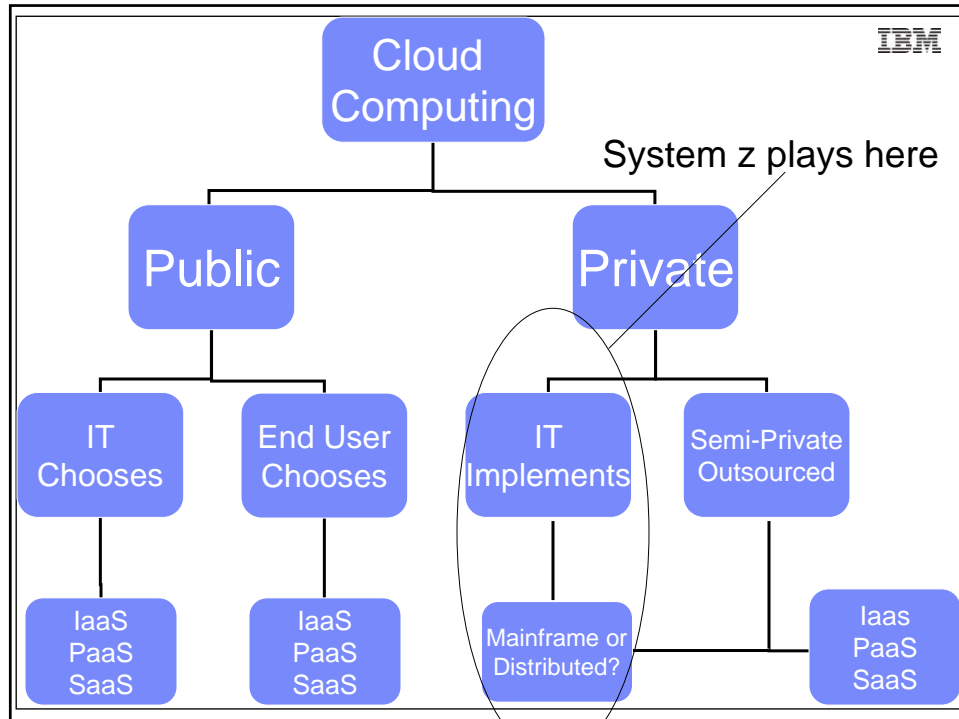 Cloud
Computing
IBM
System z plays here
Public
Private
IT
Chooses
End User
Chooses
IT
Implements
Semi-Private
Outsourced
IaaS
PaaS
SaaS
IaaS
PaaS
SaaS
Mainframe or
Distributed?
Iaas
PaaS
SaaS